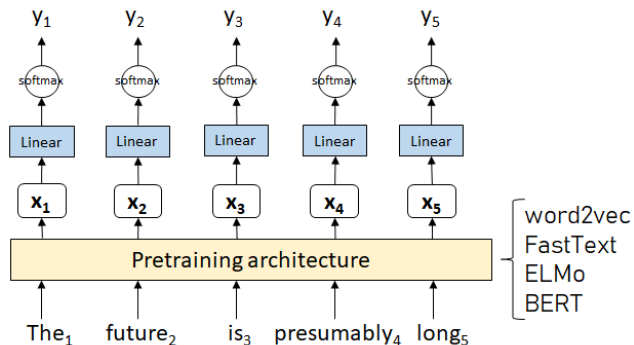 y1 y2 y3 y4 y5
softmax softmax softmax softmax softmax
Linear Linear Linear Linear Linear
x1 x2 x3 x4 x5
Pretraining architecture
word2vec
FastText
ELMo
BERT
The1 future2 is3 presumably4 long5